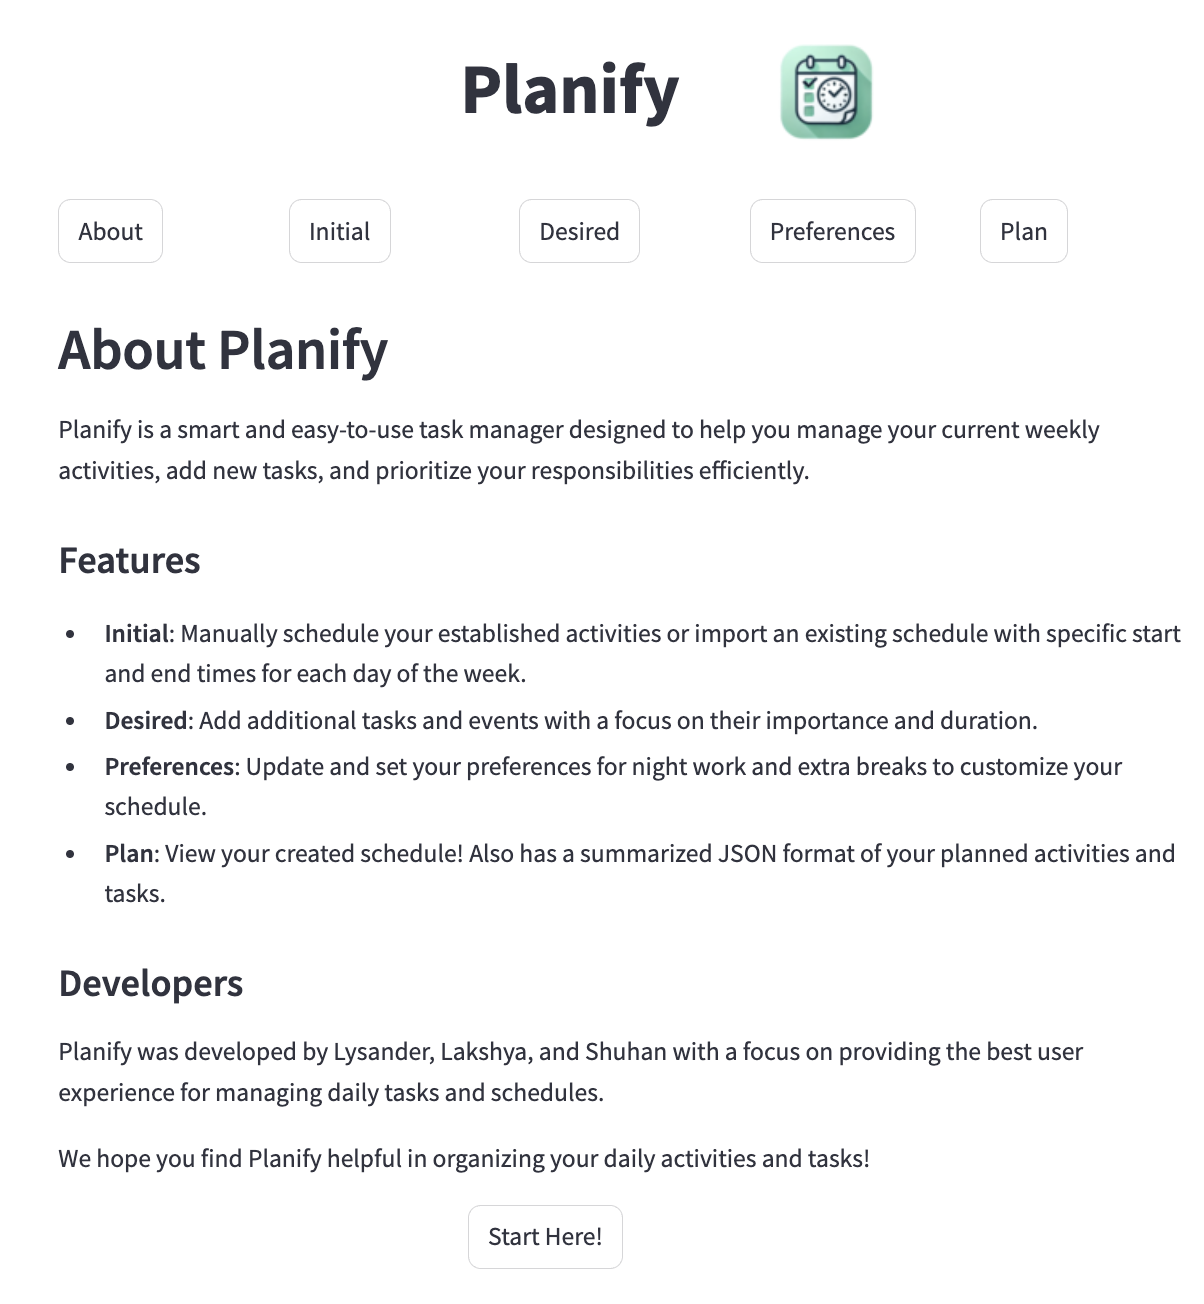 Planify
About
Initial
Desired
Preferences
Plan
About Planify
Planify is a smart and easy-to-use task manager designed to help you manage your current weekly
activities, add new tasks, and prioritize your responsibilities efficiently.
Features
• Initial: Manually schedule your established activities or import an existing schedule with specific start
and end times for each day of the week.
• Desired: Add additional tasks and events with a focus on their importance and duration.
• Preferences: Update and set your preferences for night work and extra breaks to customize your
schedule.
• Plan: View your created schedule! Also has a summarized JSON format of your planned activities and
tasks.
Developers
Planify was developed by Lysander, Lakshya, and Shuhan with a focus on providing the best user
experience for managing daily tasks and schedules.
We hope you find Planify helpful in organizing your daily activities and tasks!
Start Here!